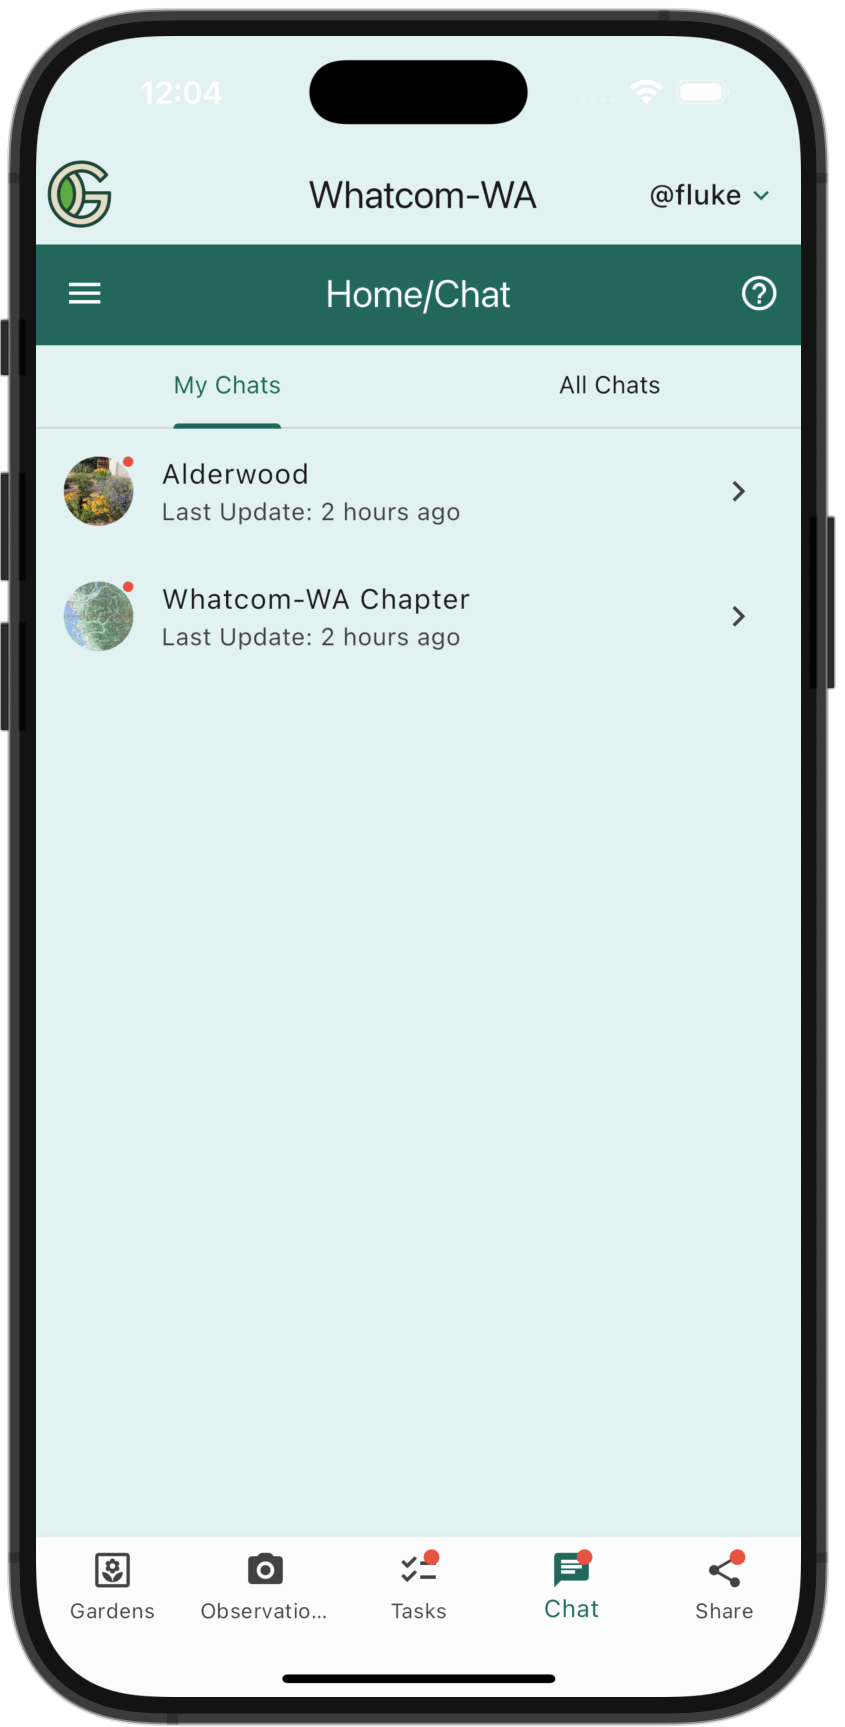 12:04
Whatcom-WA
@fluke
Home/Chat
My Chats
All Chats
Alderwood
Last Update: 2 hours ago
Whatcom-WA Chapter
Last Update: 2 hours ago
Gardens
Observatio...
Tasks
Chat
Share